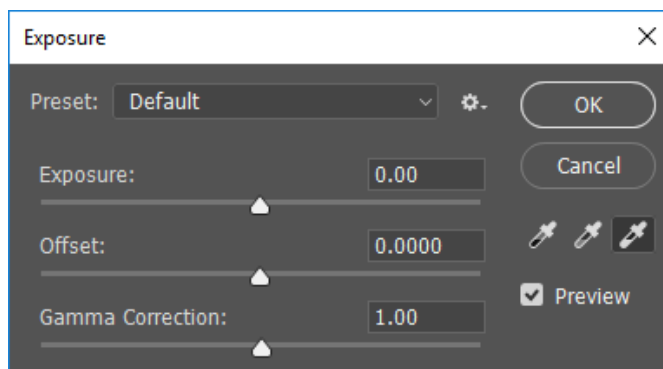 Exposure
Preset: Default
OK
Cancel
Exposure: 0.00
Offset: 0.0000
Preview
Gamma Correction: 1.00